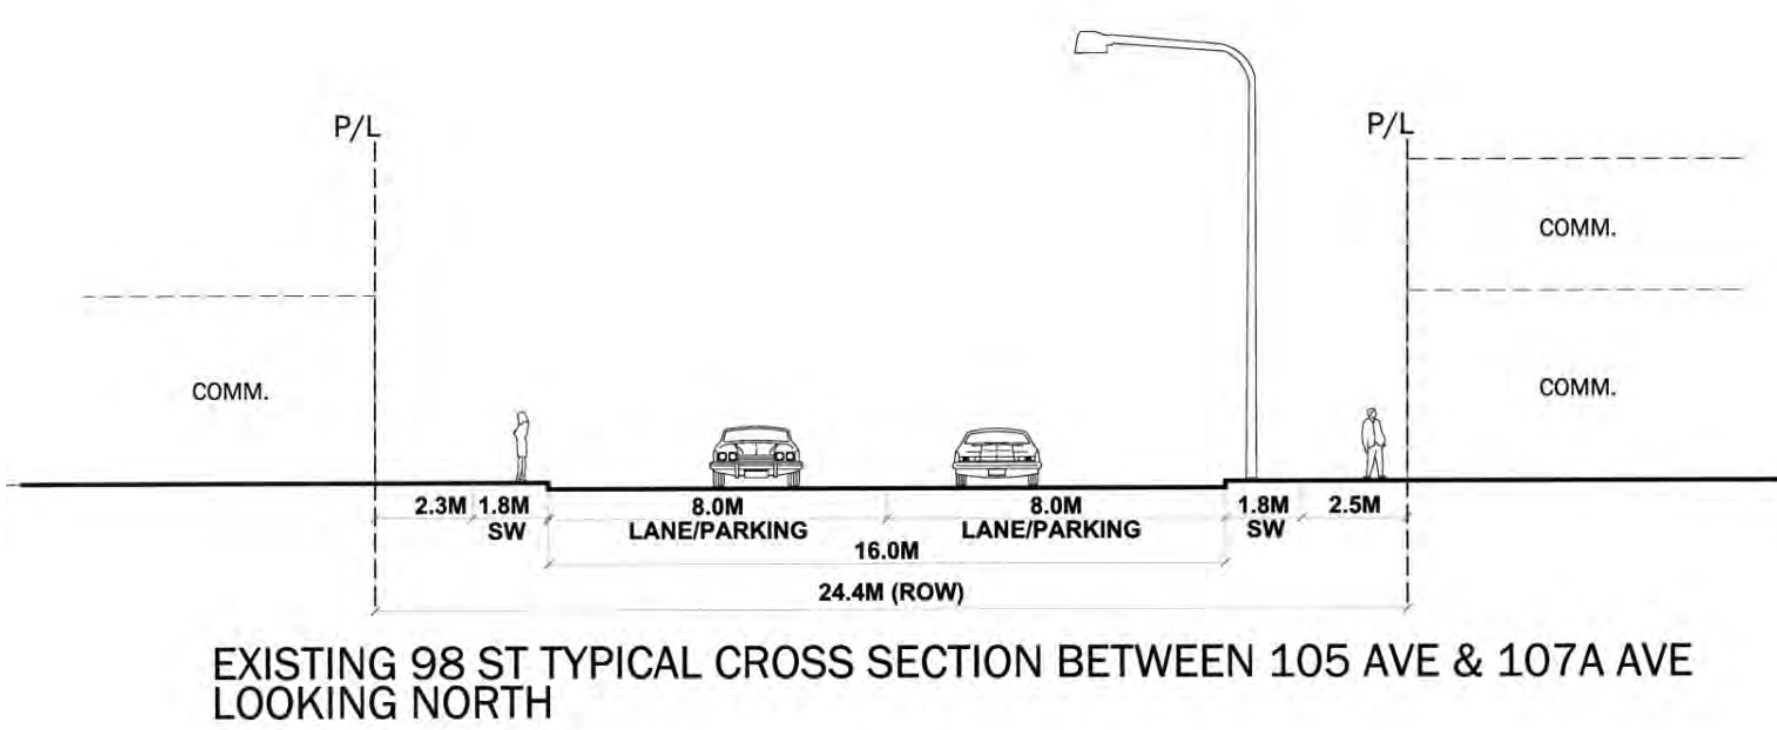 P/L
P/L
COMM.
COMM.
COMM.
2.3M 1.8M 8.0M 8.0M 1.8M 2.5M
SW LANE/PARKING LANE/PARKING SW
16.0M
24.4M (ROW)
EXISTING 98 ST TYPICAL CROSS SECTION BETWEEN 105 AVE & 107A AVE
LOOKING NORTH